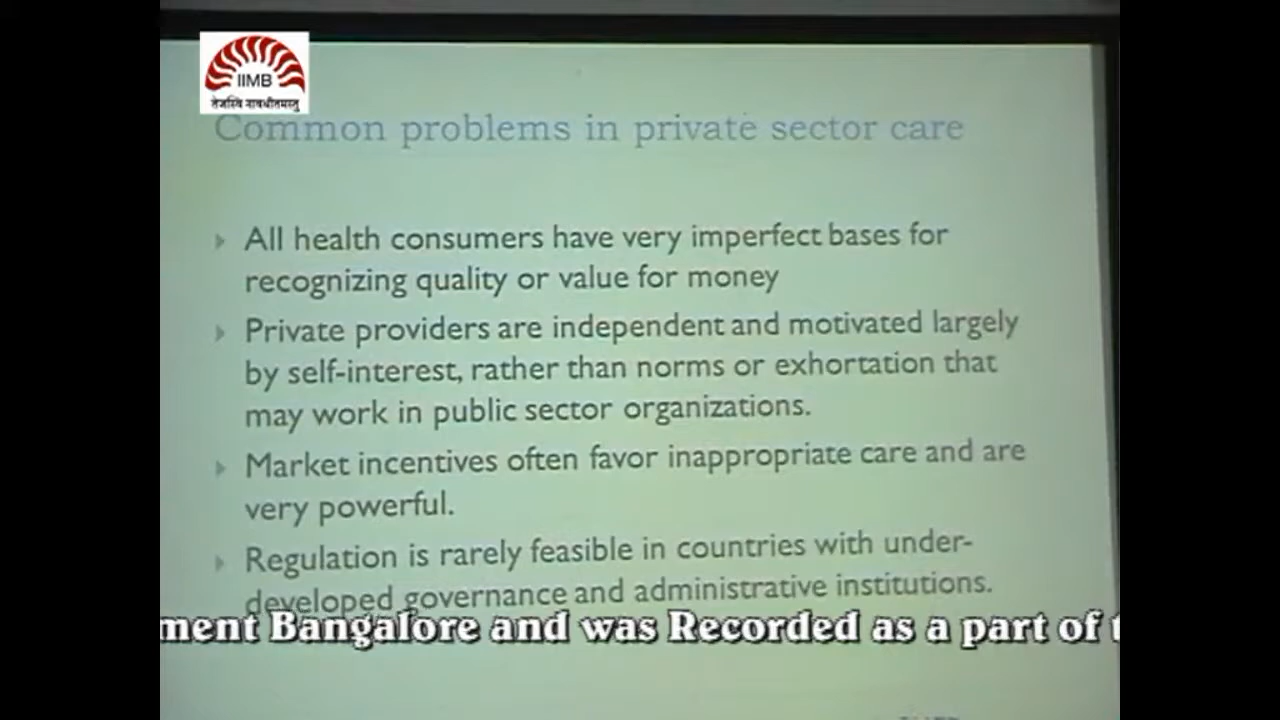 IIMB
तेजस्वि नावधीतमस्तु
Common problems in private sector care
All health consumers have very imperfect bases for
recognizing quality or value for money
Private providers are independent and motivated largely
by self-interest, rather than norms or exhortation that
may work in public sector organizations.
Market incentives often favor inappropriate care and are
very powerful.
Regulation is rarely feasible in countries with under-
developed governance and administrative institutions.
ment Bangalore and was Recorded as a part of t